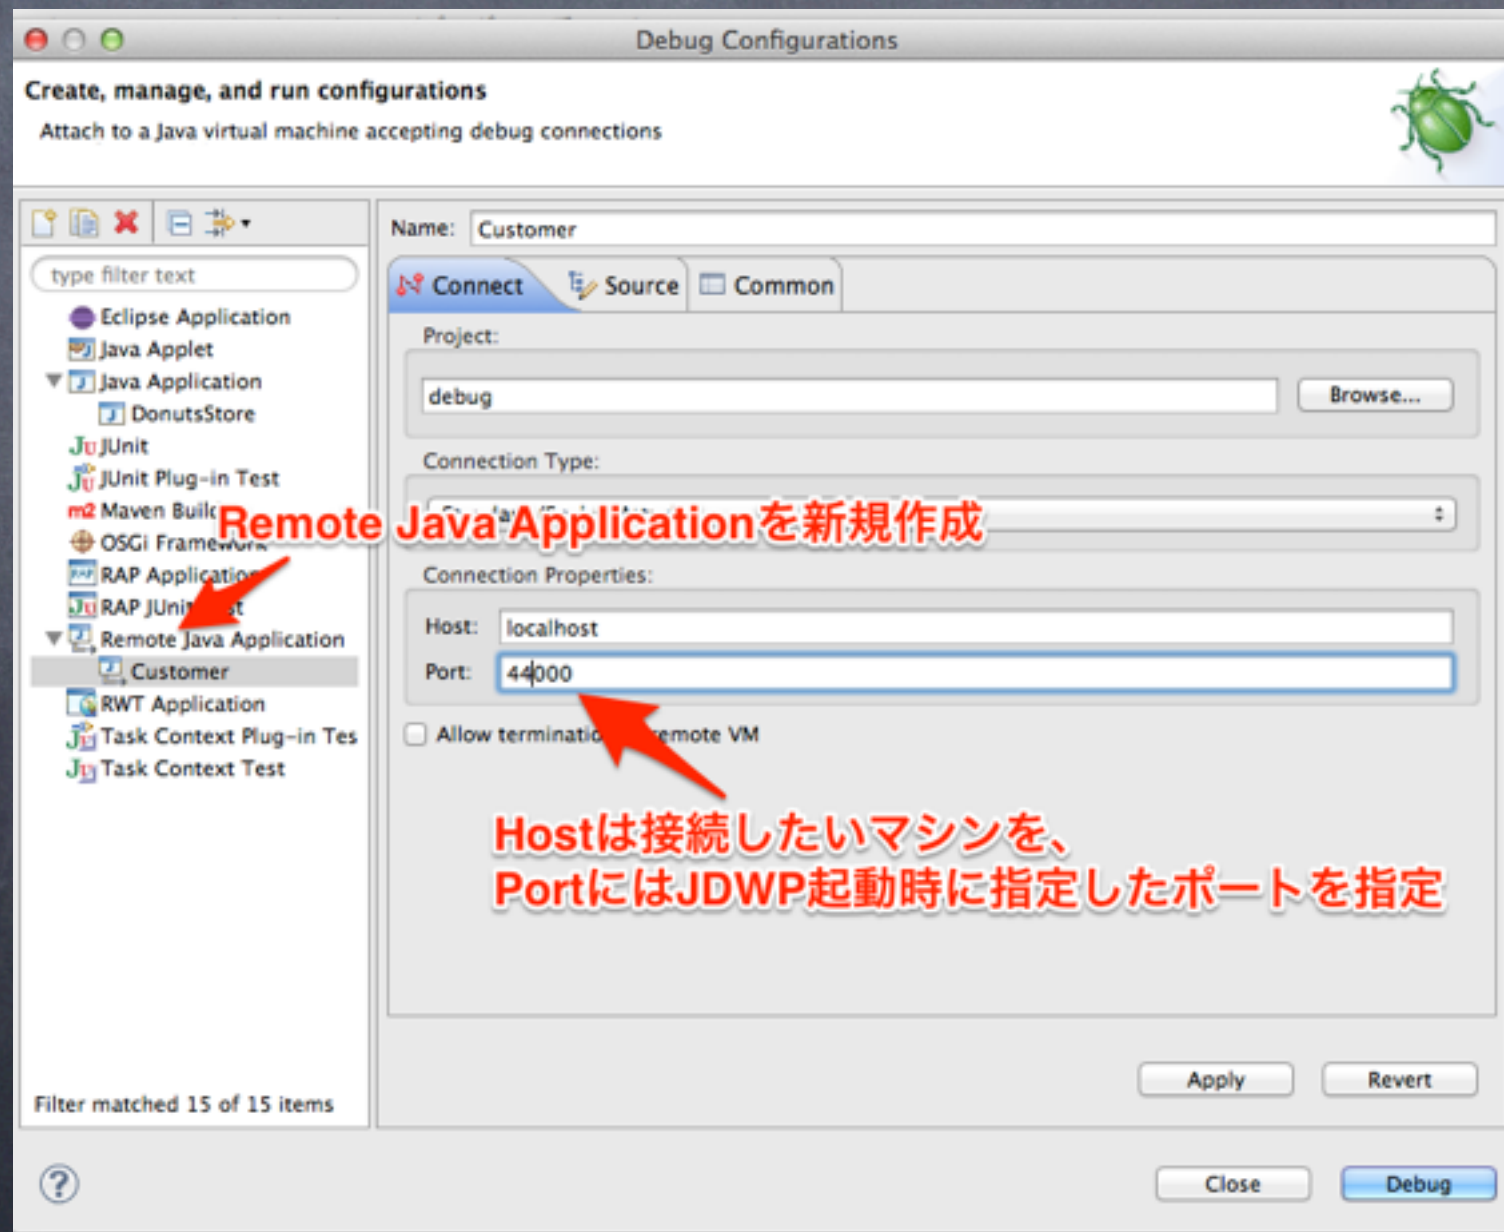 Debug Configurations
Create, manage, and run configurations
Attach to a Java virtual machine accepting debug connections
type filter text
Eclipse Application
Java Applet
Java Application
DonutsStore
JUnit
JUnit Plug-in Test
Maven Build
OSGi Framework
RAP Application
RAP JUnit
Remote Java Application
Customer
RWT Application
Task Context Plug-in Tes
Task Context Test
Filter matched 15 of 15 items
Name: Customer
Connect Source Common
Project:
debug Browse...
Connection Type:
Remote Java Applicationを新規作成
Connection Properties:
Host: localhost
Port: 44000
Allow terminatio remote VM
Hostは接続したいマシンを、
PortにはJDWP起動時に指定したポートを指定
Apply Revert
? Close Debug